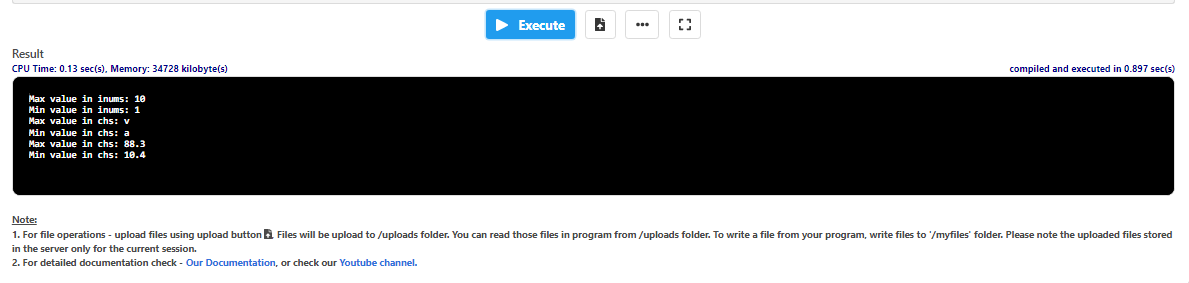 Execute
Result
CPU Time: 0.13 sec(s), Memory: 34728 kilobyte(s)
compiled and executed in 0.897 sec(s)
Max value in inums: 10
Min value in inums: 1
Max value in chs: v
Min value in chs: a
Max value in chs: 88.3
Min value in chs: 10.4
Note:
1. For file operations - upload files using upload button Files will be upload to /uploads folder. You can read those files in program from /uploads folder. To write a file from your program, write files to '/myfiles' folder. Please note the uploaded files stored
in the server only for the current session.
2. For detailed documentation check - Our Documentation, or check our Youtube channel.